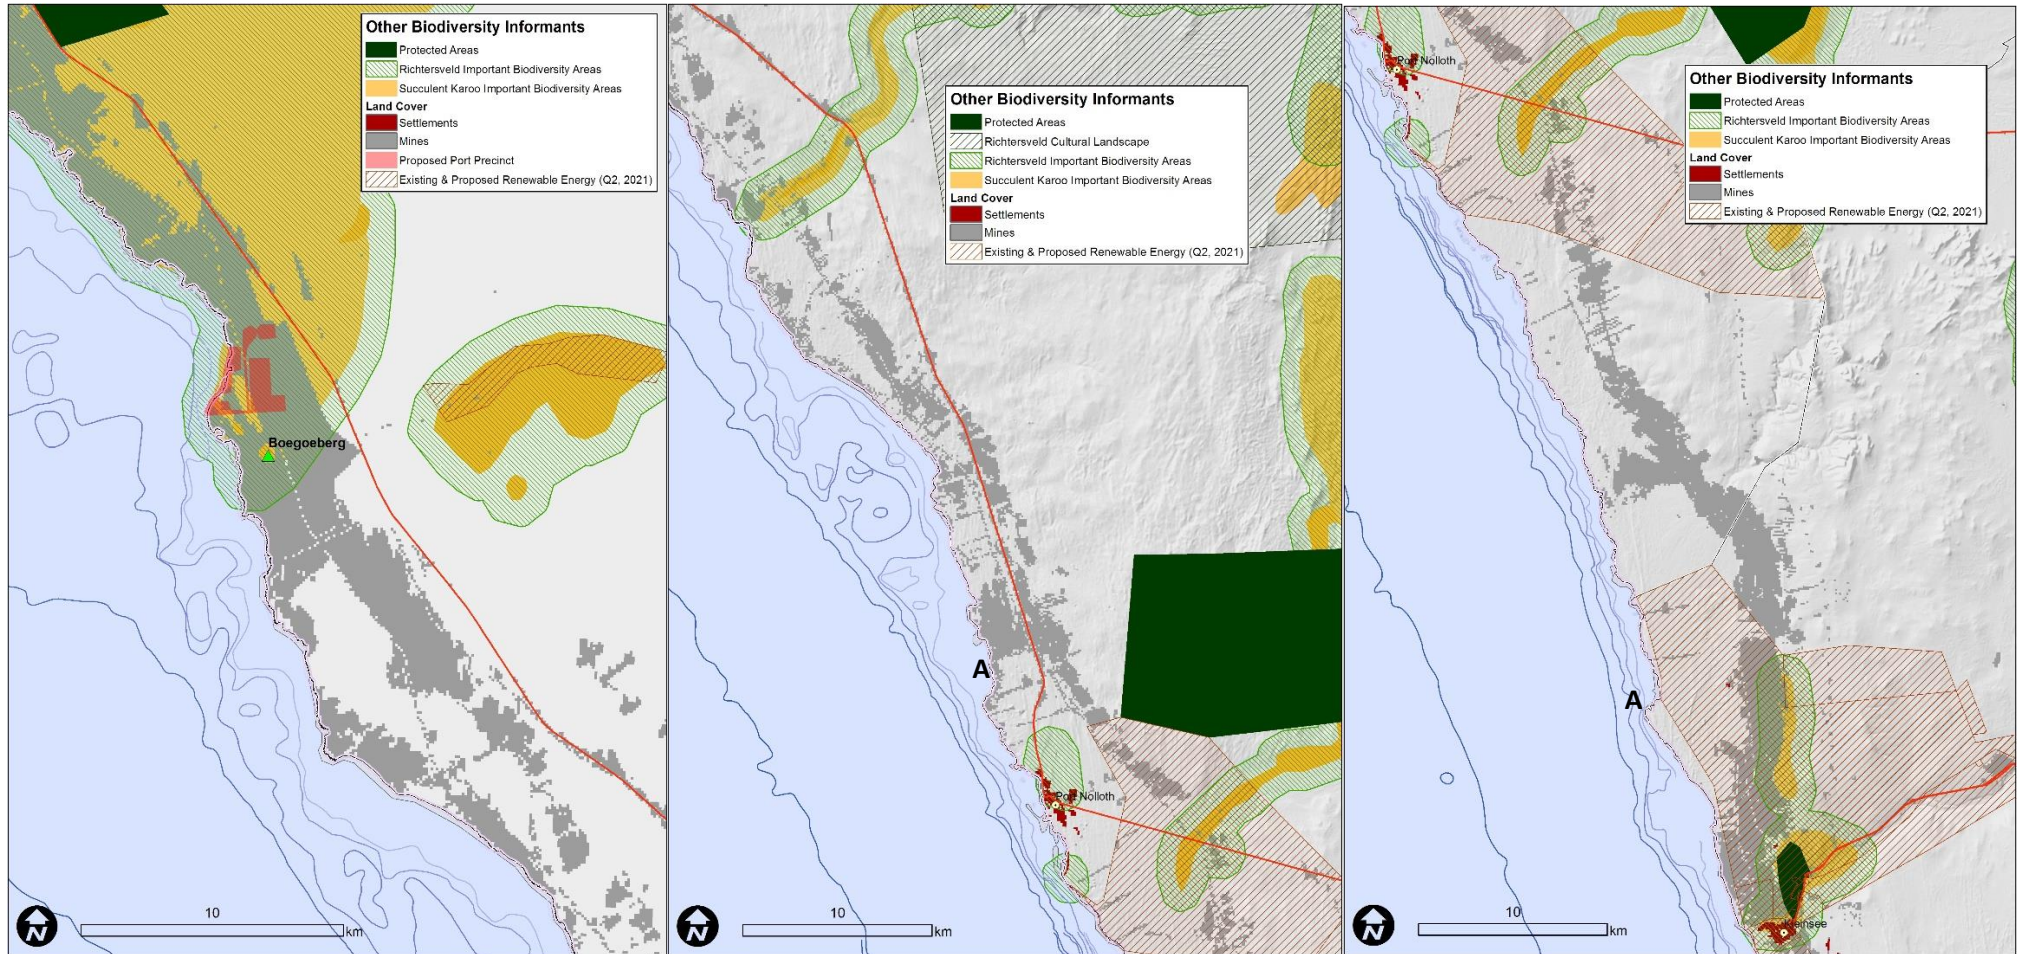 Other Biodiversity Informants
Protected Areas
Richtersveld Important Biodiversity Areas
Succulent Karoo Important Biodiversity Areas
Land Cover
Settlements
Mines
Proposed Port Precinct
Existing & Proposed Renewable Energy (Q2, 2021)
Boegoeberg
N
10
km
Other Biodiversity Informants
Protected Areas
Richtersveld Cultural Landscape
Richtersveld Important Biodiversity Areas
Succulent Karoo Important Biodiversity Areas
Land Cover
Settlements
Mines
Existing & Proposed Renewable Energy (Q2, 2021)
A
Port Nolloth
N
10
km
Port Nolloth
Other Biodiversity Informants
Protected Areas
Richtersveld Important Biodiversity Areas
Succulent Karoo Important Biodiversity Areas
Land Cover
Settlements
Mines
Existing & Proposed Renewable Energy (Q2, 2021)
A
Kleinsee
N
10
km